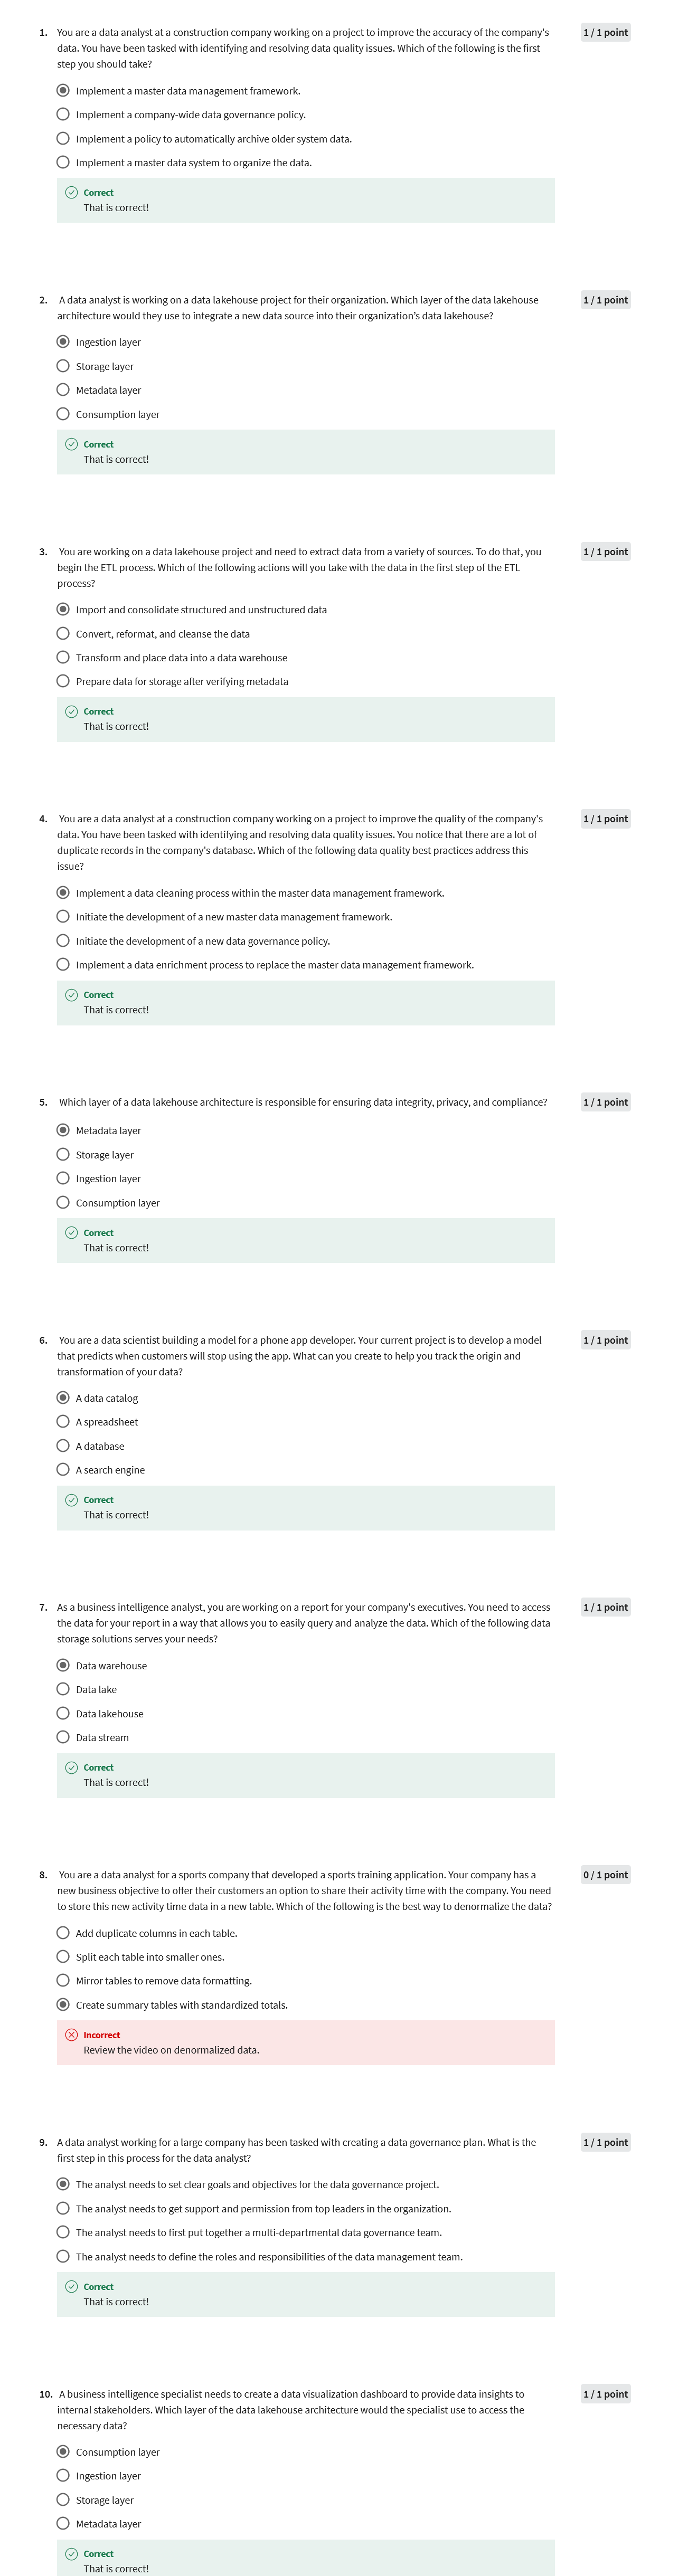 1. You are a data analyst at a construction company working on a project to improve the accuracy of the company's
1 / 1 point
data. You have been tasked with identifying and resolving data quality issues. Which of the following is the first
step you should take?
Implement a master data management framework.
Implement a company-wide data governance policy.
Implement a policy to automatically archive older system data.
Implement a master data system to organize the data.
Correct
That is correct!
2. A data analyst is working on a data lakehouse project for their organization. Which layer of the data lakehouse
1 / 1 point
architecture would they use to integrate a new data source into their organization’s data lakehouse?
Ingestion layer
Storage layer
Metadata layer
Consumption layer
Correct
That is correct!
3. You are working on a data lakehouse project and need to extract data from a variety of sources. To do that, you
1 / 1 point
begin the ETL process. Which of the following actions will you take with the data in the first step of the ETL
process?
Import and consolidate structured and unstructured data
Convert, reformat, and cleanse the data
Transform and place data into a data warehouse
Prepare data for storage after verifying metadata
Correct
That is correct!
4. You are a data analyst at a construction company working on a project to improve the quality of the company's
1 / 1 point
data. You have been tasked with identifying and resolving data quality issues. You notice that there are a lot of
duplicate records in the company's database. Which of the following data quality best practices address this
issue?
Implement a data cleaning process within the master data management framework.
Initiate the development of a new master data management framework.
Initiate the development of a new data governance policy.
Implement a data enrichment process to replace the master data management framework.
Correct
That is correct!
5. Which layer of a data lakehouse architecture is responsible for ensuring data integrity, privacy, and compliance?
1 / 1 point
Metadata layer
Storage layer
Ingestion layer
Consumption layer
Correct
That is correct!
6. You are a data scientist building a model for a phone app developer. Your current project is to develop a model
1 / 1 point
that predicts when customers will stop using the app. What can you create to help you track the origin and
transformation of your data?
A data catalog
A spreadsheet
A database
A search engine
Correct
That is correct!
7. As a business intelligence analyst, you are working on a report for your company's executives. You need to access
1 / 1 point
the data for your report in a way that allows you to easily query and analyze the data. Which of the following data
storage solutions serves your needs?
Data warehouse
Data lake
Data lakehouse
Data stream
Correct
That is correct!
8. You are a data analyst for a sports company that developed a sports training application. Your company has a
0 / 1 point
new business objective to offer their customers an option to share their activity time with the company. You need
to store this new activity time data in a new table. Which of the following is the best way to denormalize the data?
Add duplicate columns in each table.
Split each table into smaller ones.
Mirror tables to remove data formatting.
Create summary tables with standardized totals.
Incorrect
Review the video on denormalized data.
9. A data analyst working for a large company has been tasked with creating a data governance plan. What is the
1 / 1 point
first step in this process for the data analyst?
The analyst needs to set clear goals and objectives for the data governance project.
The analyst needs to get support and permission from top leaders in the organization.
The analyst needs to first put together a multi-departmental data governance team.
The analyst needs to define the roles and responsibilities of the data management team.
Correct
That is correct!
10. A business intelligence specialist needs to create a data visualization dashboard to provide data insights to
1 / 1 point
internal stakeholders. Which layer of the data lakehouse architecture would the specialist use to access the
necessary data?
Consumption layer
Ingestion layer
Storage layer
Metadata layer
Correct
That is correct!